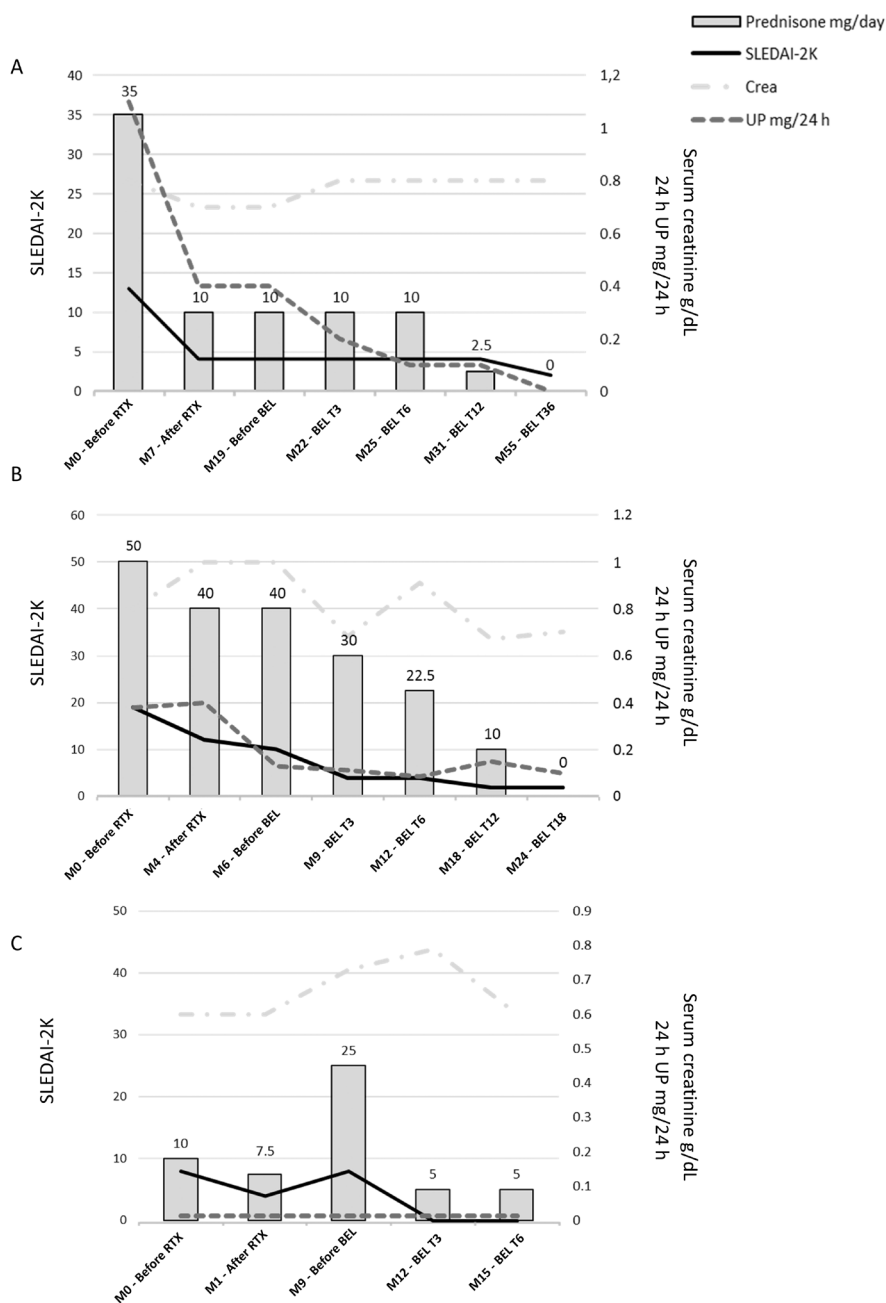 Prednisone mg/day
SLEDAI-2K
Crea
UP mg/24 h
A
40
35
30
25
20
15
10
5
0
SLEDAI-2K
35
10
10
10
10
2.5
0
1,2
1
0.8
0.6
0.4
0.2
0
Serum creatinine g/dL
24 h UP mg/24 h
M0 - Before RTX
M7 - After RTX
M19 - Before BEL
M22 - BEL T3
M25 - BEL T6
M31 - BEL T12
M55 - BEL T36
B
60
50
40
30
20
10
0
SLEDAI-2K
50
40
40
30
22.5
10
0
1.2
1
0.8
0.6
0.4
0.2
0
Serum creatinine g/dL
24 h UP mg/24 h
M0 - Before RTX
M4 - After RTX
M6 - Before BEL
M9 - BEL T3
M12 - BEL T6
M18 - BEL T12
M24 - BEL T18
C
50
40
30
20
10
0
SLEDAI-2K
10
7.5
25
5
5
0.9
0.8
0.7
0.6
0.5
0.4
0.3
0.2
0.1
0
Serum creatinine g/dL
24 h UP mg/24 h
M0 - Before RTX
M1 - After RTX
M9 - Before BEL
M12 - BEL T3
M15 - BEL T6